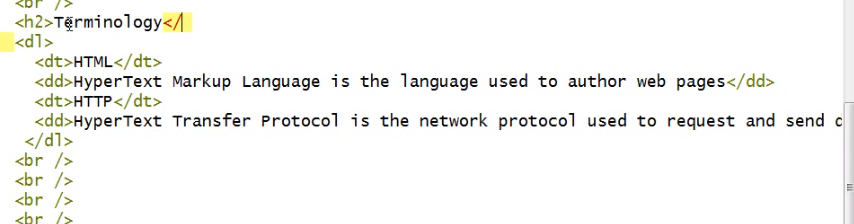 <br />
<h2>Terminology</
<dl>
<dt>HTML</dt>
<dd>HyperText Markup Language is the language used to author web pages</dd>
<dt>HTTP</dt>
<dd>HyperText Transfer Protocol is the network protocol used to request and send
</dl>
<br />
<br />
<br />
<br />